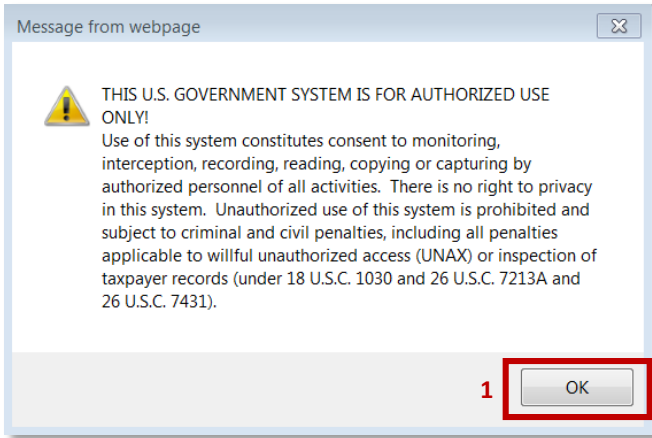 Message from webpage
THIS U.S. GOVERNMENT SYSTEM IS FOR AUTHORIZED USE
ONLY!
Use of this system constitutes consent to monitoring,
interception, recording, reading, copying or capturing by
authorized personnel of all activities.  There is no right to privacy
in this system.  Unauthorized use of this system is prohibited and
subject to criminal and civil penalties, including all penalties
applicable to willful unauthorized access (UNAX) or inspection of
taxpayer records (under 18 U.S.C. 1030 and 26 U.S.C. 7213A and
26 U.S.C. 7431).
1 OK